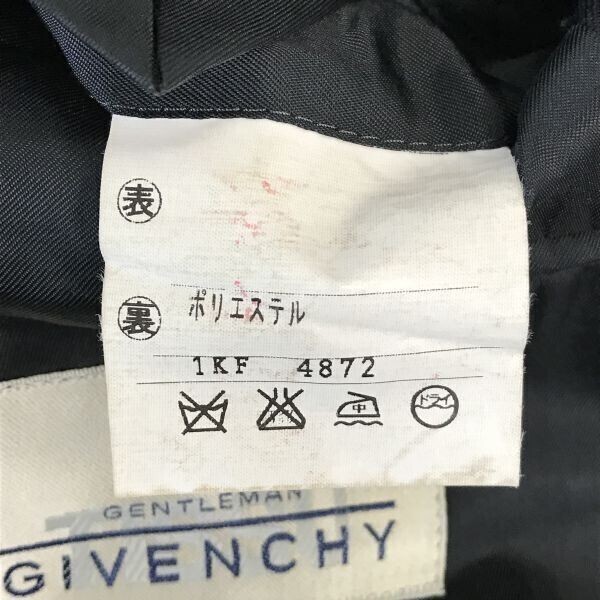 表
裏 ポリエステル
1KF 4872
中 ドライ
GENTLEMAN
GIVENCHY